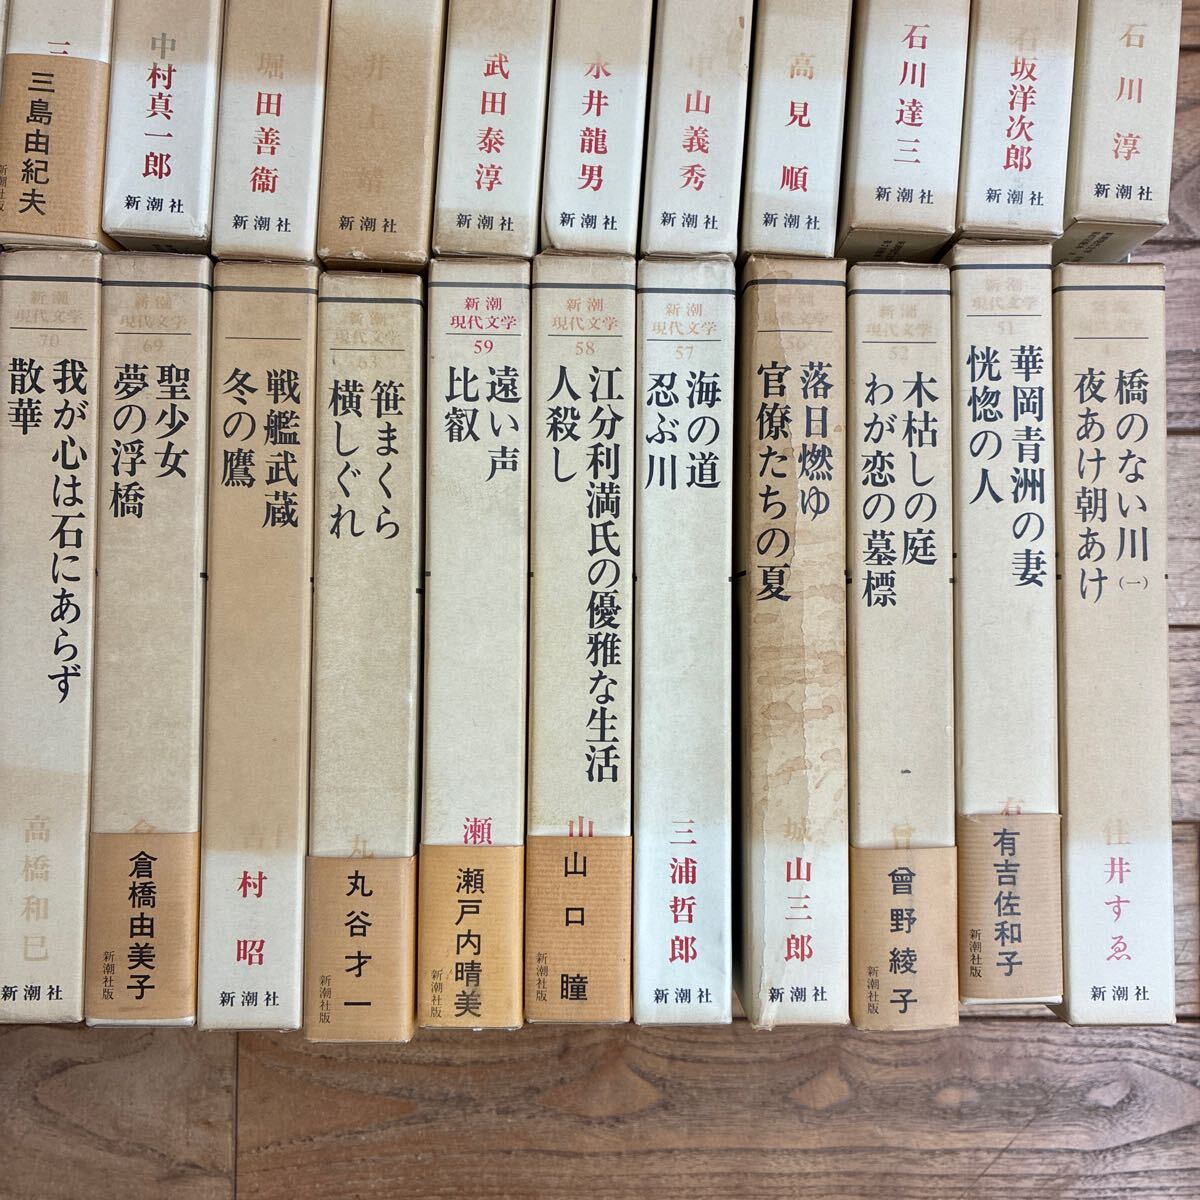 三
三島由紀夫
新潮社版
中村真一郎
新潮社
堀田善衞
新潮社
井
新潮社
武田泰淳
新潮社
永井龍男
新潮社
中山義秀
新潮社
高見順
新潮社
石川達三
新潮社
石坂洋次郎
新潮社
石川淳
新潮社
新潮
現代文学
70
我が心は石にあらず
散華
高橋和巳
新潮社
新潮
現代文学
69
聖少女
夢の浮橋
倉橋由美子
新潮社版
戦艦武蔵
冬の鷹
吉村昭
新潮社
新潮
現代文学
63
笹まくら
横しぐれ
丸
丸谷才一
新潮社版
新潮
現代文学
59
遠い声
比叡
瀬
瀬戸内晴美
新潮社版
新潮
現代文学
58
江分利満氏の優雅な生活
人殺し
山
山口瞳
新潮社版
新潮
現代文学
57
海の道
忍ぶ川
三浦哲郎
新潮社
新潮
現代文学
56
落日燃ゆ
官僚たちの夏
城山三郎
新潮社
新潮
現代文学
52
木枯しの庭
わが恋の墓標
曾野綾子
新潮社版
新潮
現代文学
51
華岡青洲の妻
恍惚の人
有吉佐和子
新潮社版
橋のない川(一)
夜あけ朝あけ
住井すゑ
新潮社